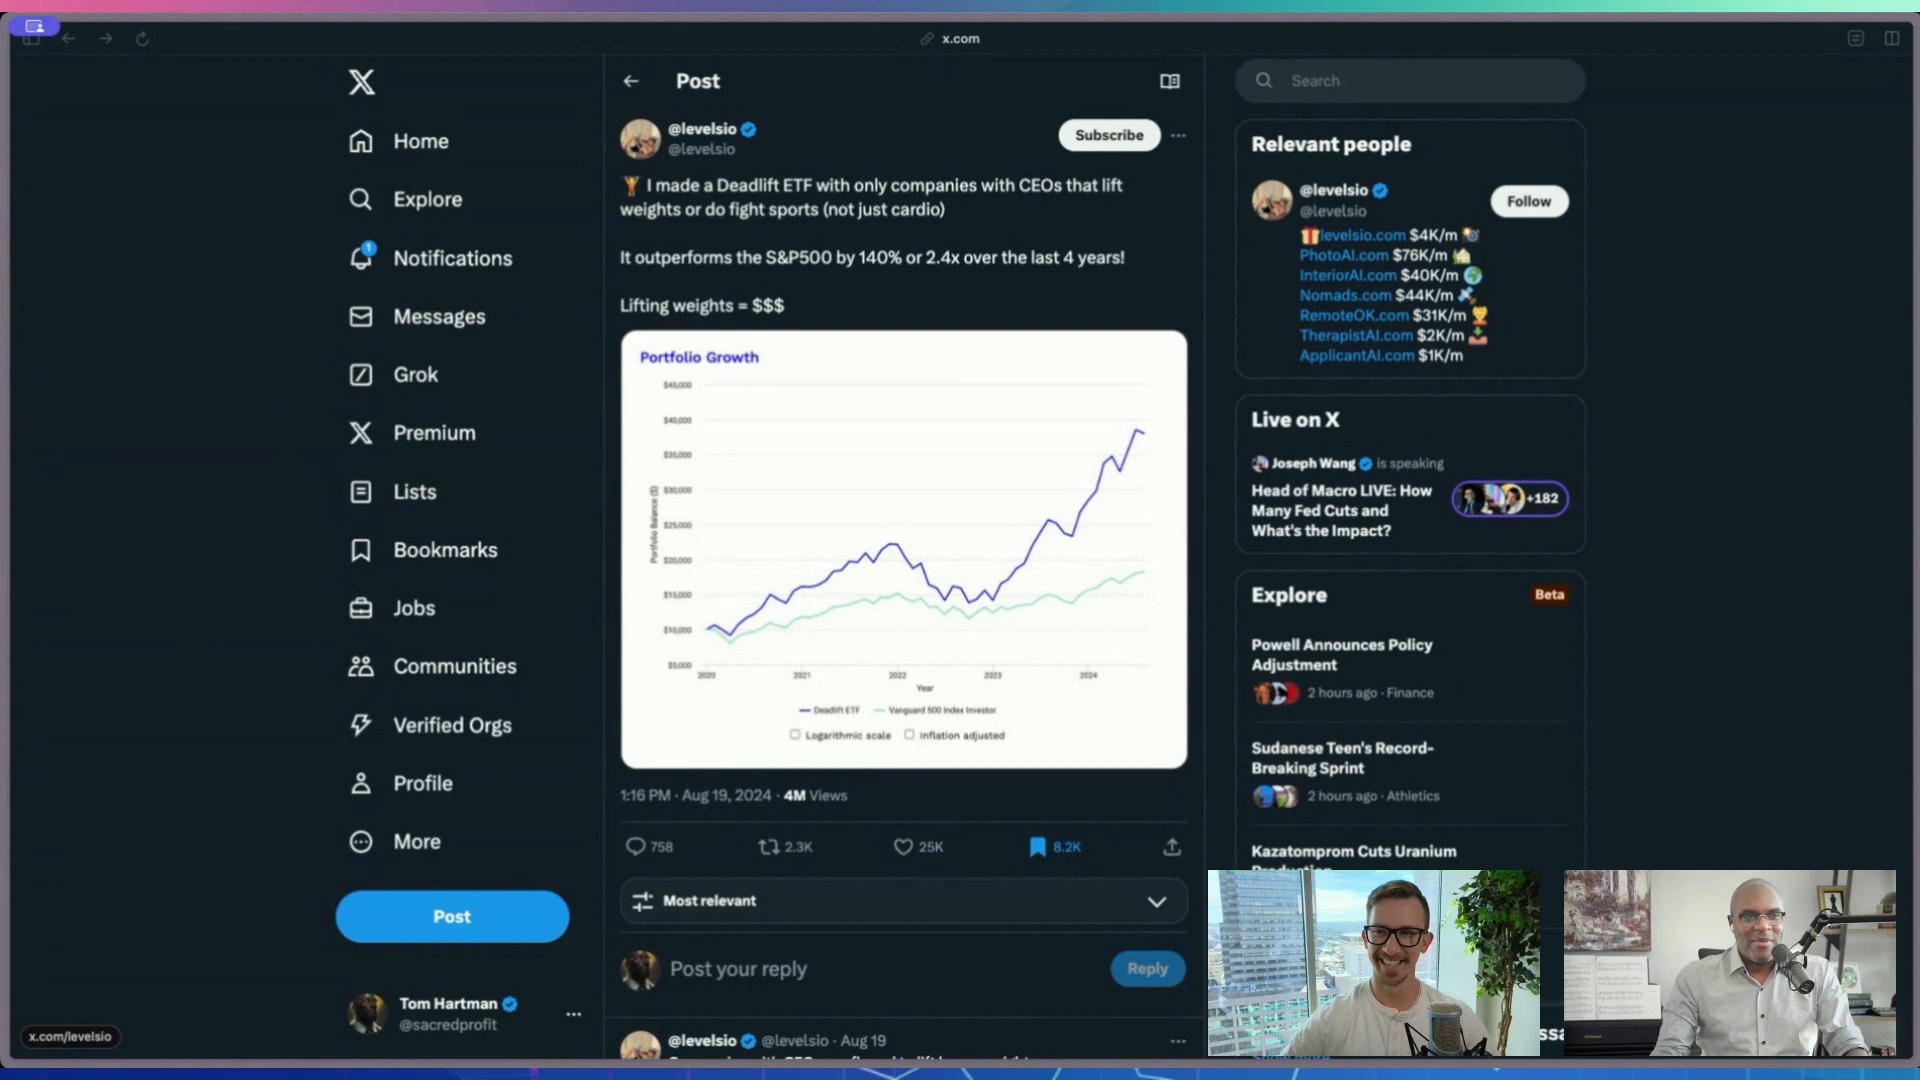 x.com
Home
Explore
Notifications
1
Messages
Grok
Premium
Lists
Bookmarks
Jobs
Communities
Verified Orgs
Profile
More
Post
Tom Hartman
@sacredprofit
x.com/levelsio
Post
@levelsio
@levelsio
Subscribe
I made a Deadlift ETF with only companies with CEOs that lift
weights or do fight sports (not just cardio)
It outperforms the S&P500 by 140% or 2.4x over the last 4 years!
Lifting weights = $$$
Portfolio Growth
$45,000
$40,000
$35,000
$30,000
$25,000
$20,000
$15,000
$10,000
$5,000
Portfolio Balance ($)
2020 2021 2022 2023 2024
Year
Deadlift ETF Vanguard 500 Index Investor
Logarithmic scale Inflation adjusted
1:16 PM · Aug 19, 2024 · 4M Views
758 2.3K 25K 8.2K
Most relevant
Post your reply
Reply
@levelsio @levelsio · Aug 19
Search
Relevant people
@levelsio
@levelsio
Follow
levelsio.com $4K/m
PhotoAI.com $76K/m
InteriorAI.com $40K/m
Nomads.com $44K/m
RemoteOK.com $31K/m
TherapistAI.com $2K/m
ApplicantAI.com $1K/m
Live on X
Joseph Wang is speaking
Head of Macro LIVE: How
Many Fed Cuts and
What's the Impact?
+182
Explore
Beta
Powell Announces Policy
Adjustment
2 hours ago · Finance
Sudanese Teen's Record-
Breaking Sprint
2 hours ago · Athletics
Kazatomprom Cuts Uranium